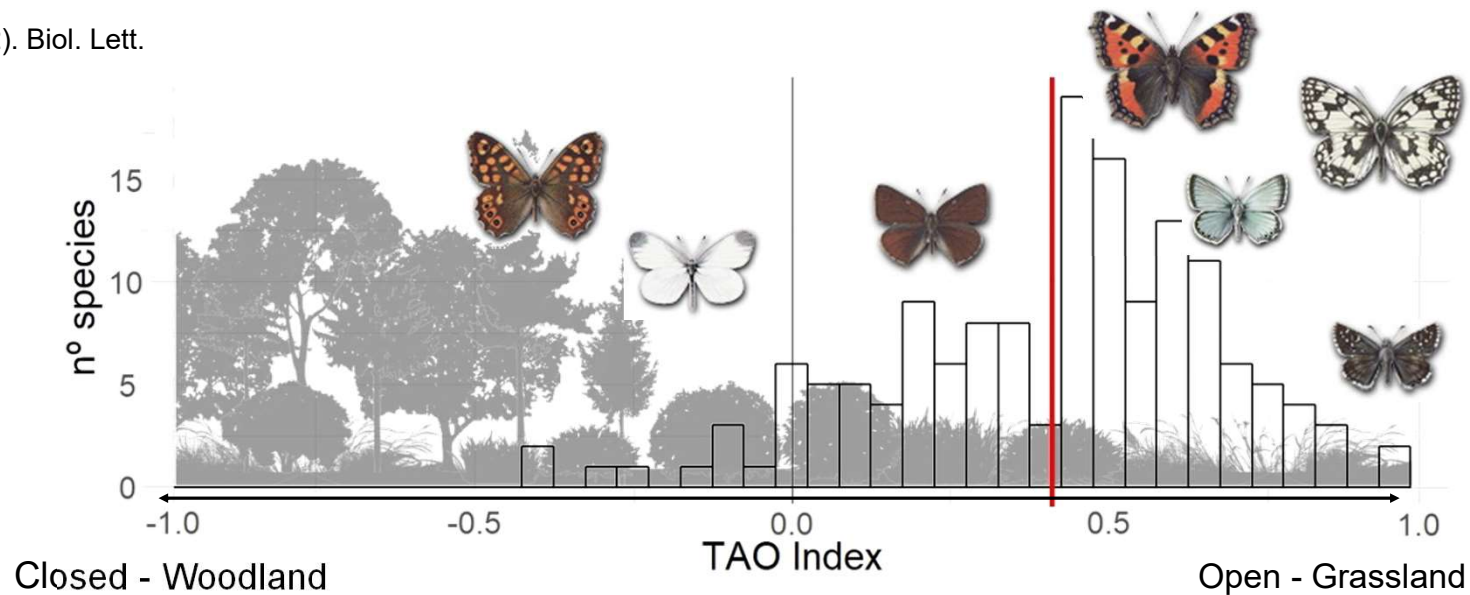 ). Biol. Lett.
15
10
5
0
nº species
-1.0 -0.5 0.0 0.5 1.0
TAO Index
Closed - Woodland Open - Grassland